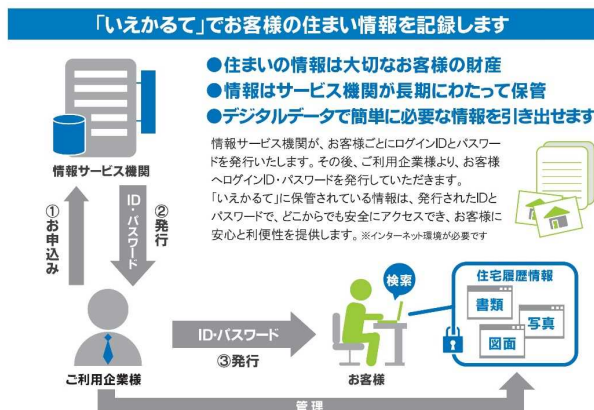 「いえかるて」でお客様の住まい情報を記録します
●住まいの情報は大切なお客様の財産
●情報はサービス機関が長期にわたって保管
●デジタルデータで簡単に必要な情報を引き出せます
情報サービス機関が、お客様ごとにログインIDとパスワー
ドを発行いたします。その後、ご利用企業様より、お客様
へログインID・パスワードを発行していただきます。
「いえかるて」に保管されている情報は、発行されたIDと
パスワードで、どこからでも安全にアクセスでき、お客様に
安心と利便性を提供します。※インターネット環境が必要です
情報サービス機関
①お申込み
ID・パスワード
②発行
ご利用企業様
ID・パスワード
③発行
検索
お客様
住宅履歴情報
書類
写真
図面
管理